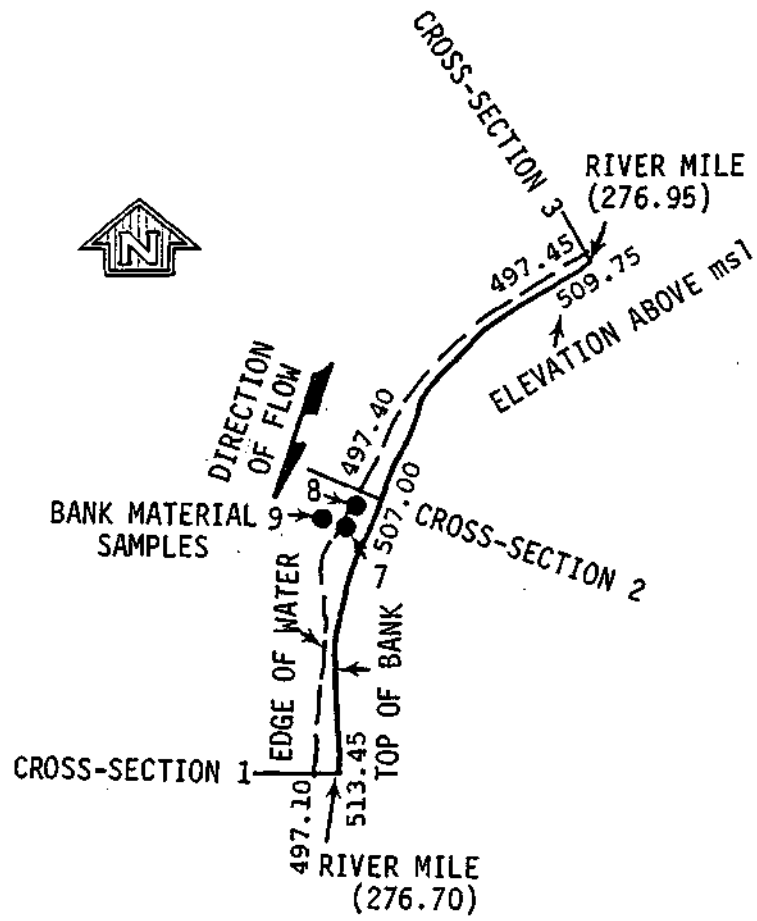 CROSS-SECTION 3
RIVER MILE
(276.95)
N
497.45
509.75
ELEVATION ABOVE msl
DIRECTION
OF FLOW
497.40
507.00
CROSS-SECTION 2
BANK MATERIAL
SAMPLES
9
8
7
EDGE OF WATER
TOP OF BANK
CROSS-SECTION 1
497.10
513.45
RIVER MILE
(276.70)